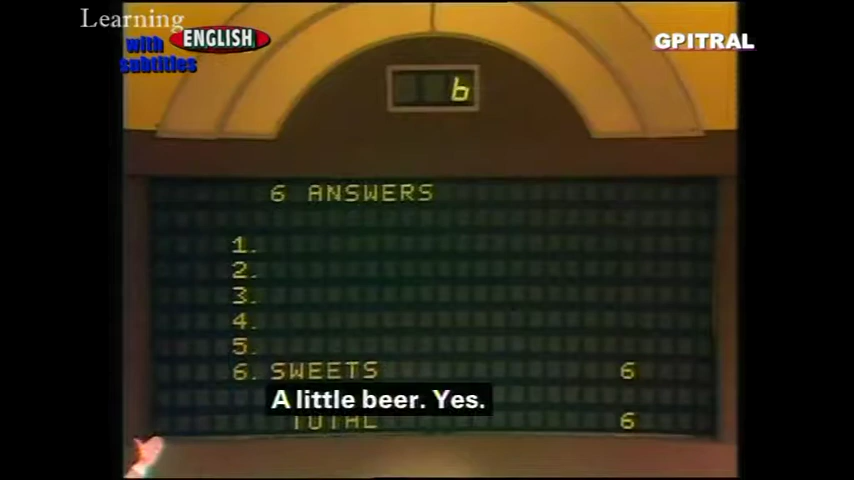 Learning
with
subtitles
ENGLISH
GPITRAL
6
6 ANSWERS
1.
2.
3.
4.
5.
6. SWEETS 6
A little beer. Yes.
TOTAL 6